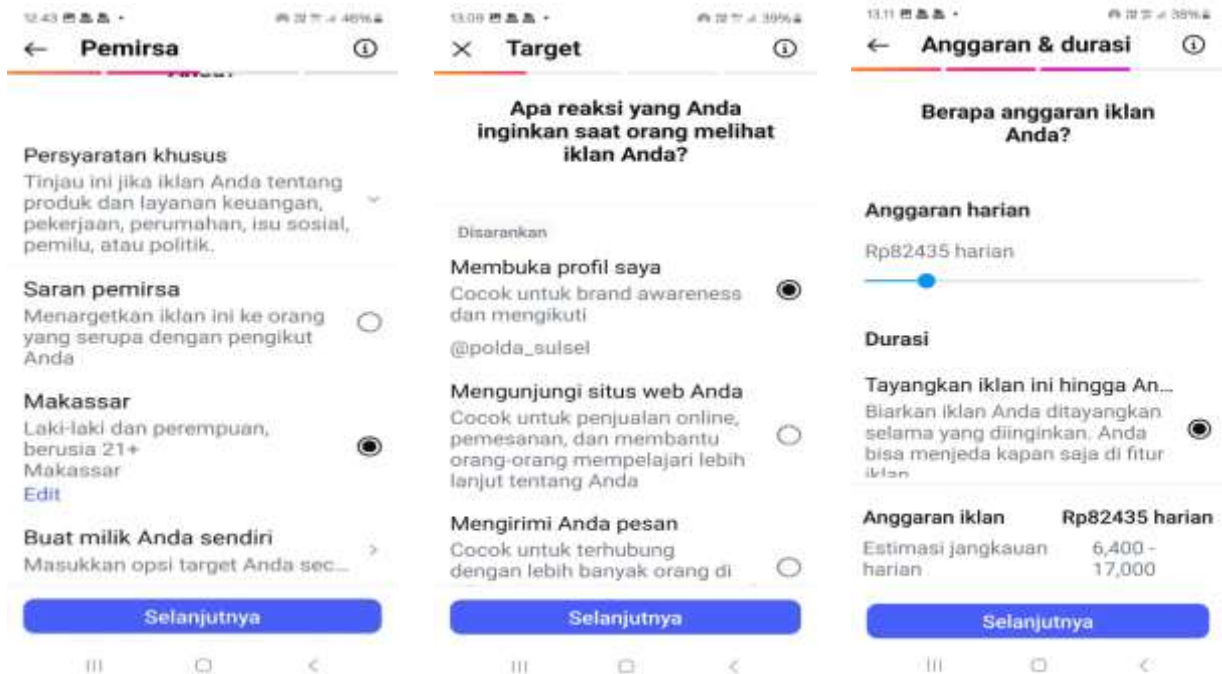 12.43
46%
Pemirsa
Persyaratan khusus
Tinjau ini jika iklan Anda tentang
produk dan layanan keuangan,
pekerjaan, perumahan, isu sosial,
pemilu, atau politik.
Saran pemirsa
Menargetkan iklan ini ke orang
yang serupa dengan pengikut
Anda
Makassar
Laki-laki dan perempuan,
berusia 21+
Makassar
Edit
Buat milik Anda sendiri
Masukkan opsi target Anda sec...
Selanjutnya
13.09
39%
Target
Apa reaksi yang Anda
inginkan saat orang melihat
iklan Anda?
Disarankan
Membuka profil saya
Cocok untuk brand awareness
dan mengikuti
@polda_sulsel
Mengunjungi situs web Anda
Cocok untuk penjualan online,
pemesanan, dan membantu
orang-orang mempelajari lebih
lanjut tentang Anda
Mengirimi Anda pesan
Cocok untuk terhubung
dengan lebih banyak orang di
Selanjutnya
13.11
38%
Anggaran & durasi
Berapa anggaran iklan
Anda?
Anggaran harian
Rp82435 harian
Durasi
Tayangkan iklan ini hingga An...
Biarkan iklan Anda ditayangkan
selama yang diinginkan. Anda
bisa menjeda kapan saja di fitur
iklan
Anggaran iklan Rp82435 harian
Estimasi jangkauan 6,400 -
harian 17,000
Selanjutnya